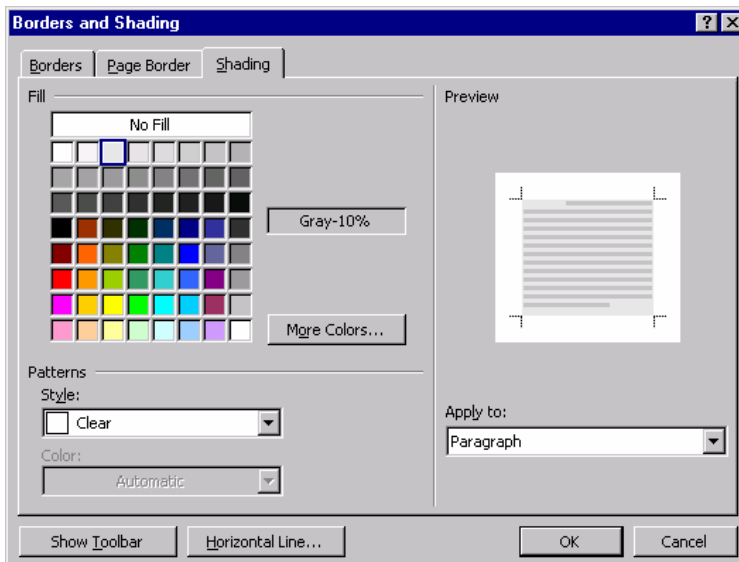 Borders and Shading
Borders
Page Border
Shading
Fill
No Fill
Gray-10%
More Colors...
Patterns
Style:
Clear
Color:
Automatic
Preview
Apply to:
Paragraph
Show Toolbar
Horizontal Line...
OK
Cancel